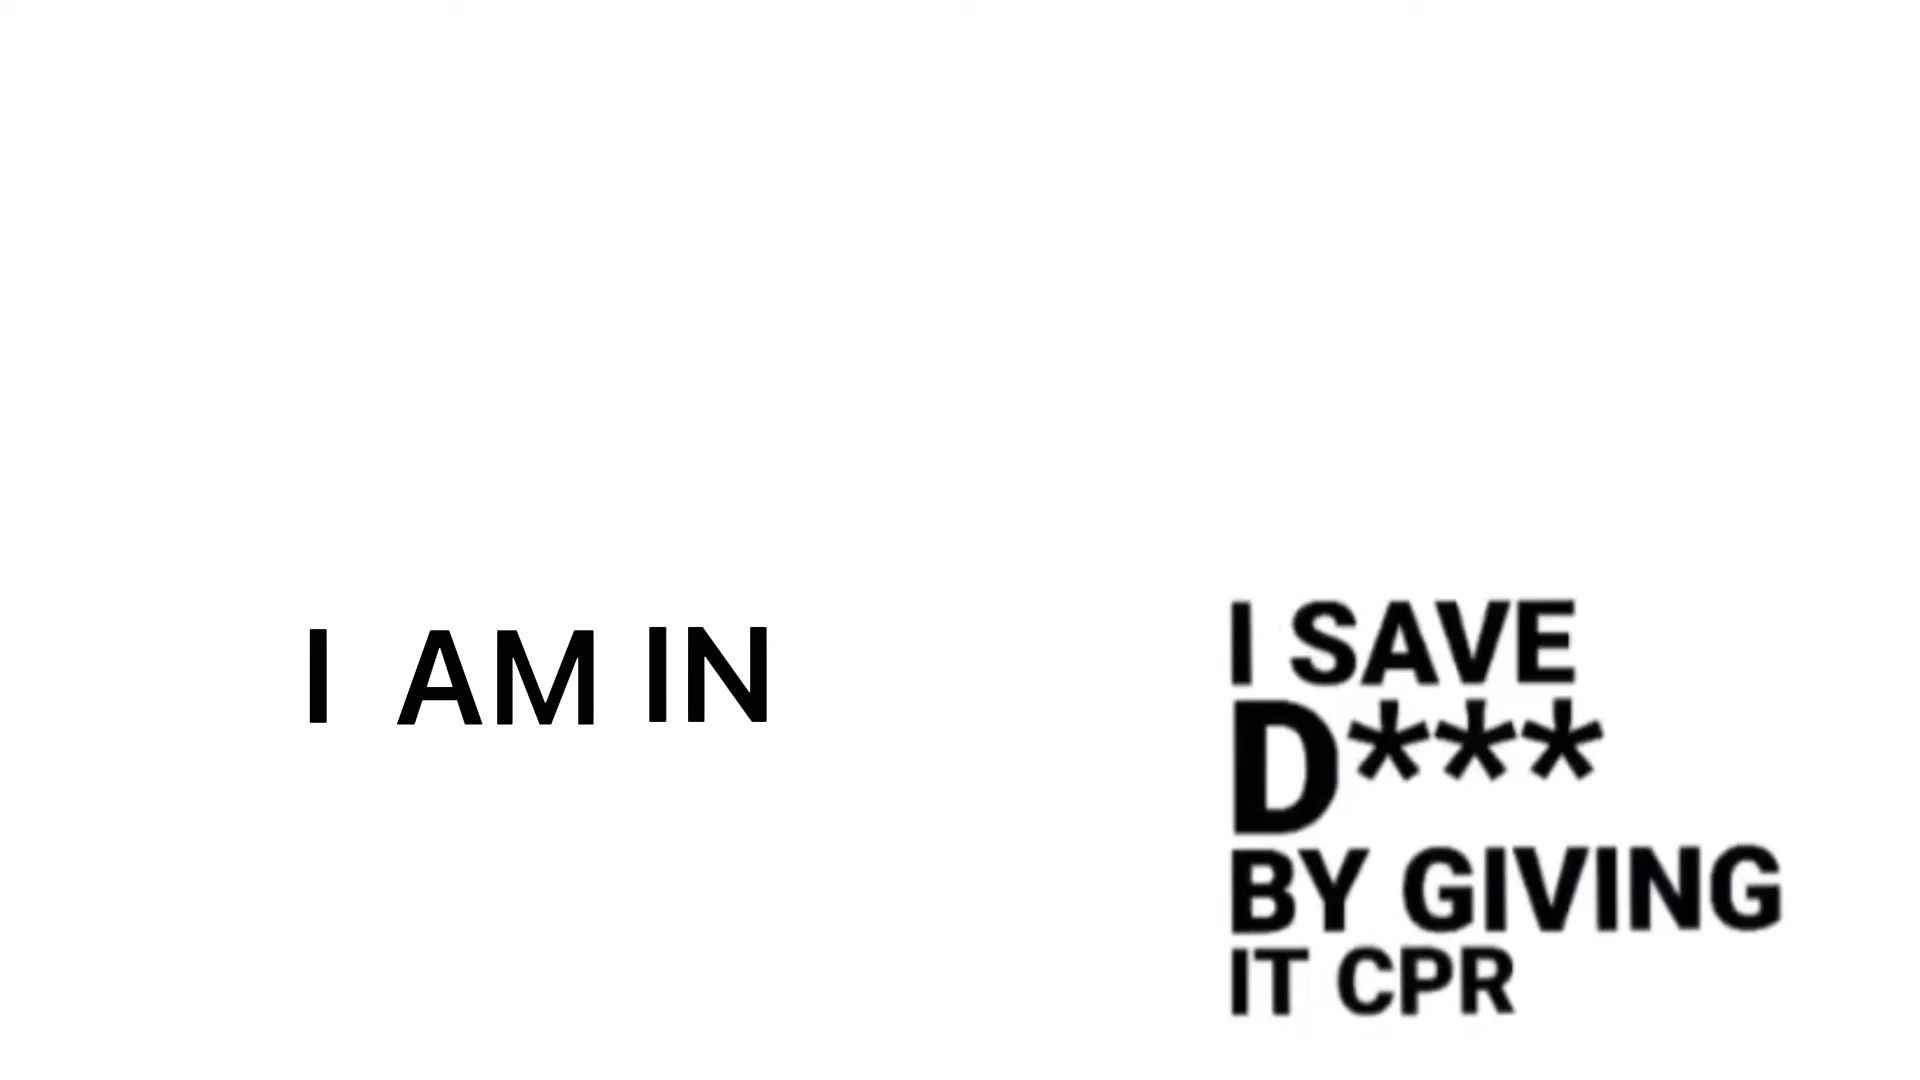 I AM IN
I SAVE
D***
BY GIVING
IT CPR